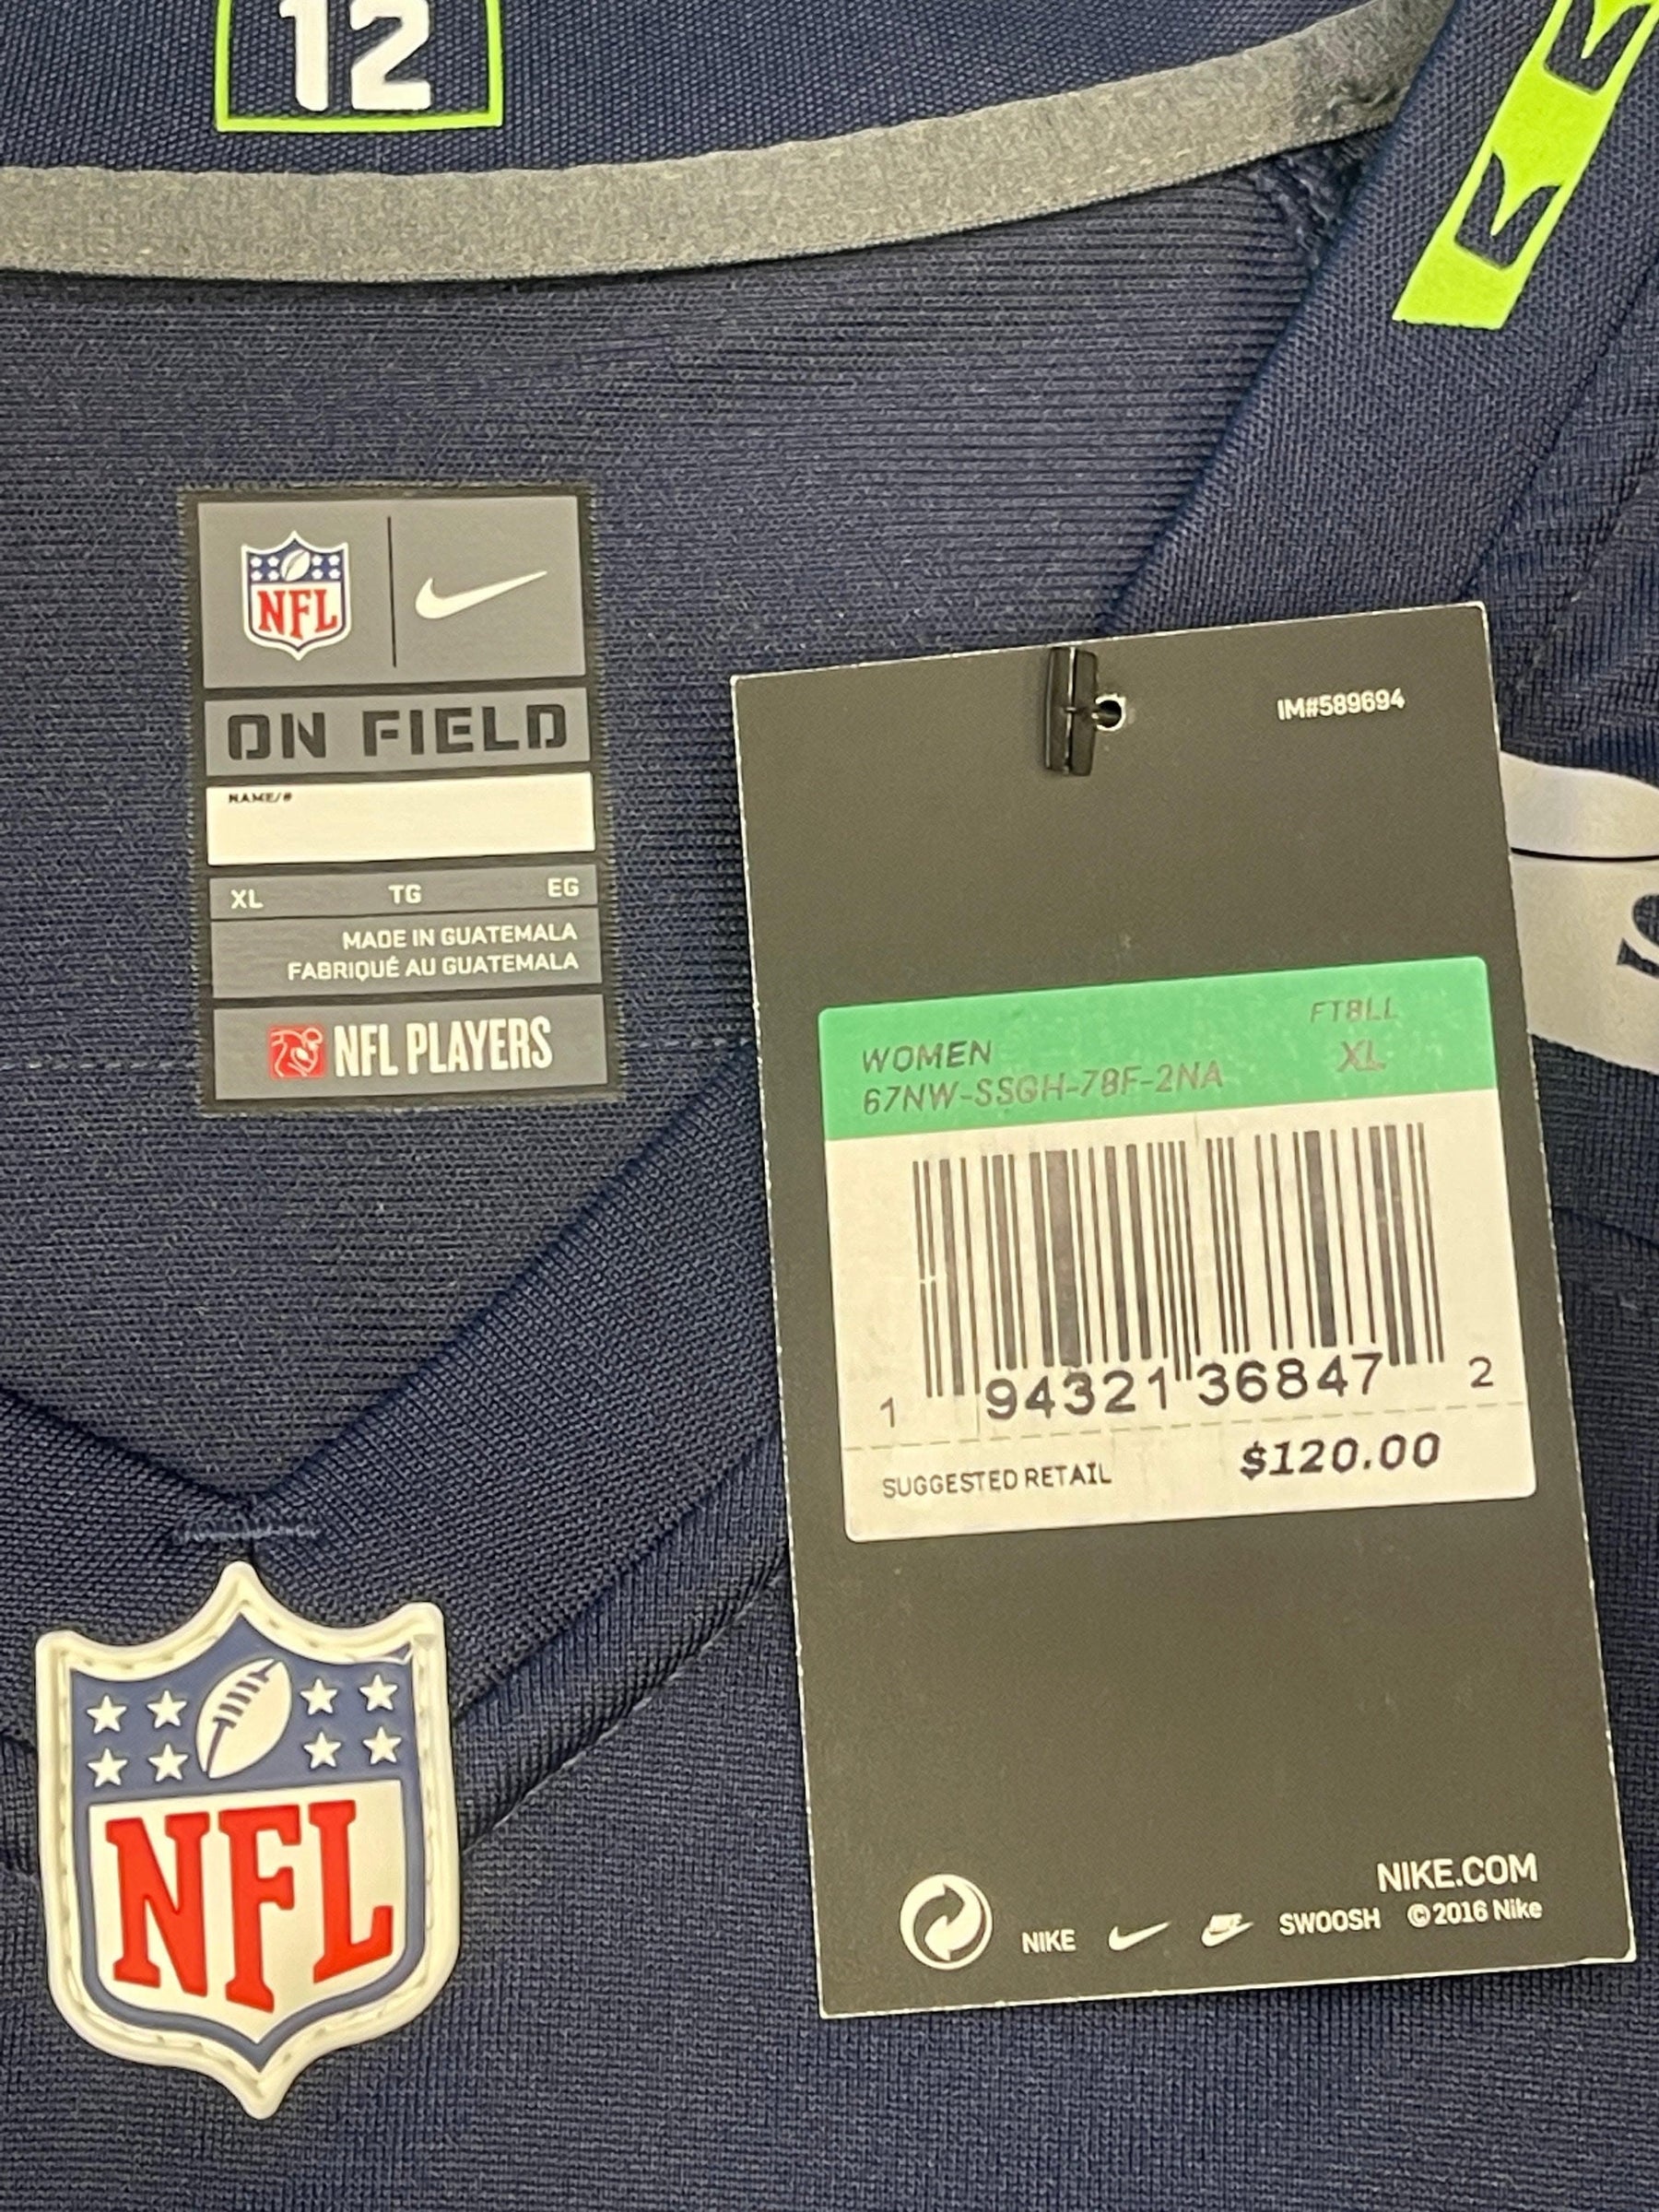 12
NFL
ON FIELD
NAME/#
XL TG EG
MADE IN GUATEMALA
FABRIQUÉ AU GUATEMALA
NFL PLAYERS
IM#589694
FT8LL
WOMEN XL
67NW-SSGH-78F-2NA
1 94321 36847 2
SUGGESTED RETAIL $120.00
NIKE.COM
NIKE SWOOSH ©2016 Nike
NFL